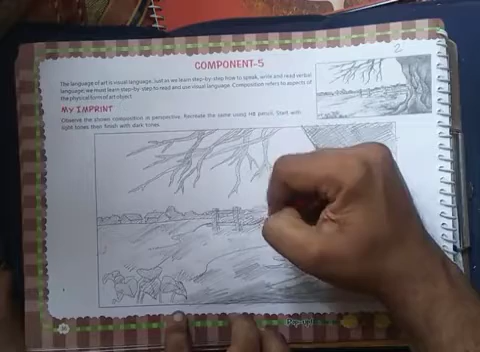 COMPONENT-5
2
The language of art is visual language. Just as we learn step-by-step how to speak, write and read verbal
language; we must learn step-by-step to read and use visual language. Composition refers to aspects of
the physical form of art object
MY IMPRINT
Observe the shown composition in perspective. Recreate the same using HB pencil. Start with
light tones then finish with dark tones.